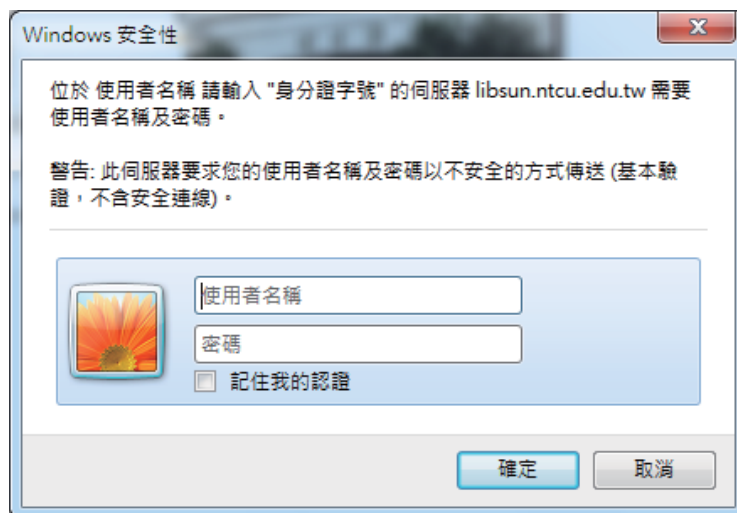 Windows 安全性
位於 使用者名稱 請輸入 "身分證字號" 的伺服器 libsun.ntcu.edu.tw 需要
使用者名稱及密碼。
警告: 此伺服器要求您的使用者名稱及密碼以不安全的方式傳送 (基本驗
證，不含安全連線)。
使用者名稱
密碼
記住我的認證
確定
取消